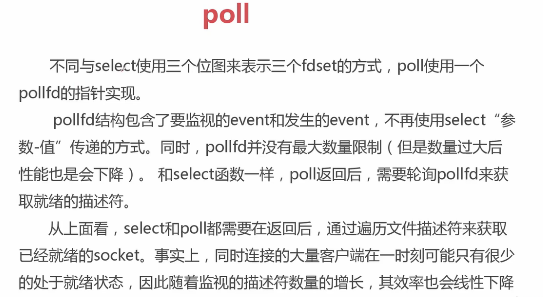 poll
不同与select使用三个位图来表示三个fdset的方式，poll使用一个
pollfd的指针实现。
pollfd结构包含了要监视的event和发生的event，不再使用select“参
数-值”传递的方式。同时，pollfd并没有最大数量限制（但是数量过大后
性能也是会下降）。 和select函数一样，poll返回后，需要轮询pollfd来获
取就绪的描述符。
从上面看，select和poll都需要在返回后，通过遍历文件描述符来获取
已经就绪的socket。事实上，同时连接的大量客户端在一时刻可能只有很少
的处于就绪状态，因此随着监视的描述符数量的增长，其效率也会线性下降